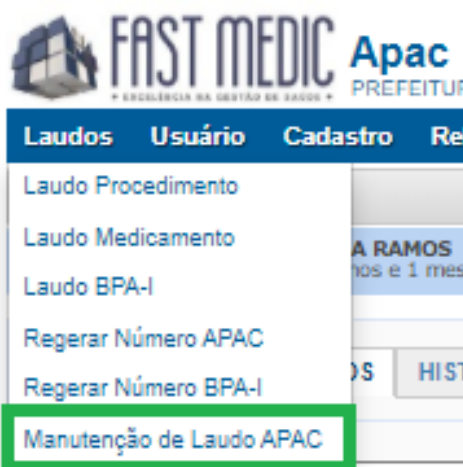 FAST MEDIC
• EXCELÊNCIA NA GESTÃO EM SAÚDE •
Apac
PREFEITUR
Laudos Usuário Cadastro Re
Laudo Procedimento
Laudo Medicamento
A RAMOS
nos e 1 mes
Laudo BPA-I
Regerar Número APAC
OS HIST
Regerar Número BPA-I
Manutenção de Laudo APAC